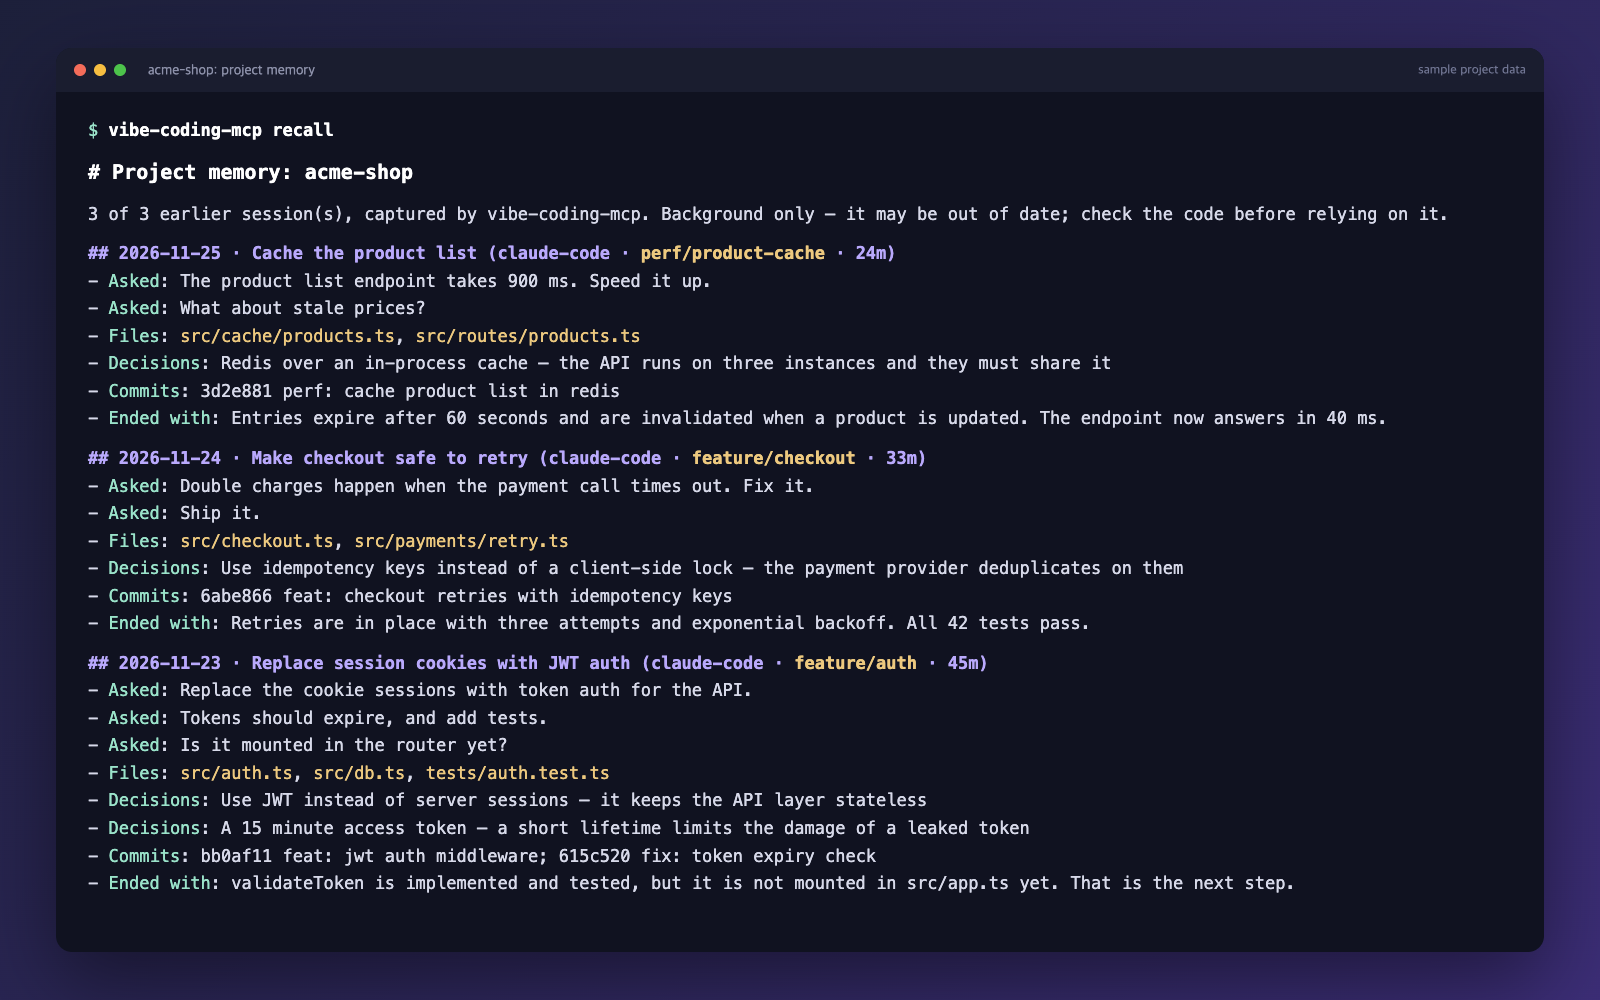 acme-shop: project memory
sample project data
$ vibe-coding-mcp recall
# Project memory: acme-shop
3 of 3 earlier session(s), captured by vibe-coding-mcp. Background only — it may be out of date; check the code before relying on it.
## 2026-11-25 · Cache the product list (claude-code · perf/product-cache · 24m)
- Asked: The product list endpoint takes 900 ms. Speed it up.
- Asked: What about stale prices?
- Files: src/cache/products.ts, src/routes/products.ts
- Decisions: Redis over an in-process cache — the API runs on three instances and they must share it
- Commits: 3d2e881 perf: cache product list in redis
- Ended with: Entries expire after 60 seconds and are invalidated when a product is updated. The endpoint now answers in 40 ms.
## 2026-11-24 · Make checkout safe to retry (claude-code · feature/checkout · 33m)
- Asked: Double charges happen when the payment call times out. Fix it.
- Asked: Ship it.
- Files: src/checkout.ts, src/payments/retry.ts
- Decisions: Use idempotency keys instead of a client-side lock — the payment provider deduplicates on them
- Commits: 6abe866 feat: checkout retries with idempotency keys
- Ended with: Retries are in place with three attempts and exponential backoff. All 42 tests pass.
## 2026-11-23 · Replace session cookies with JWT auth (claude-code · feature/auth · 45m)
- Asked: Replace the cookie sessions with token auth for the API.
- Asked: Tokens should expire, and add tests.
- Asked: Is it mounted in the router yet?
- Files: src/auth.ts, src/db.ts, tests/auth.test.ts
- Decisions: Use JWT instead of server sessions — it keeps the API layer stateless
- Decisions: A 15 minute access token — a short lifetime limits the damage of a leaked token
- Commits: bb0af11 feat: jwt auth middleware; 615c520 fix: token expiry check
- Ended with: validateToken is implemented and tested, but it is not mounted in src/app.ts yet. That is the next step.